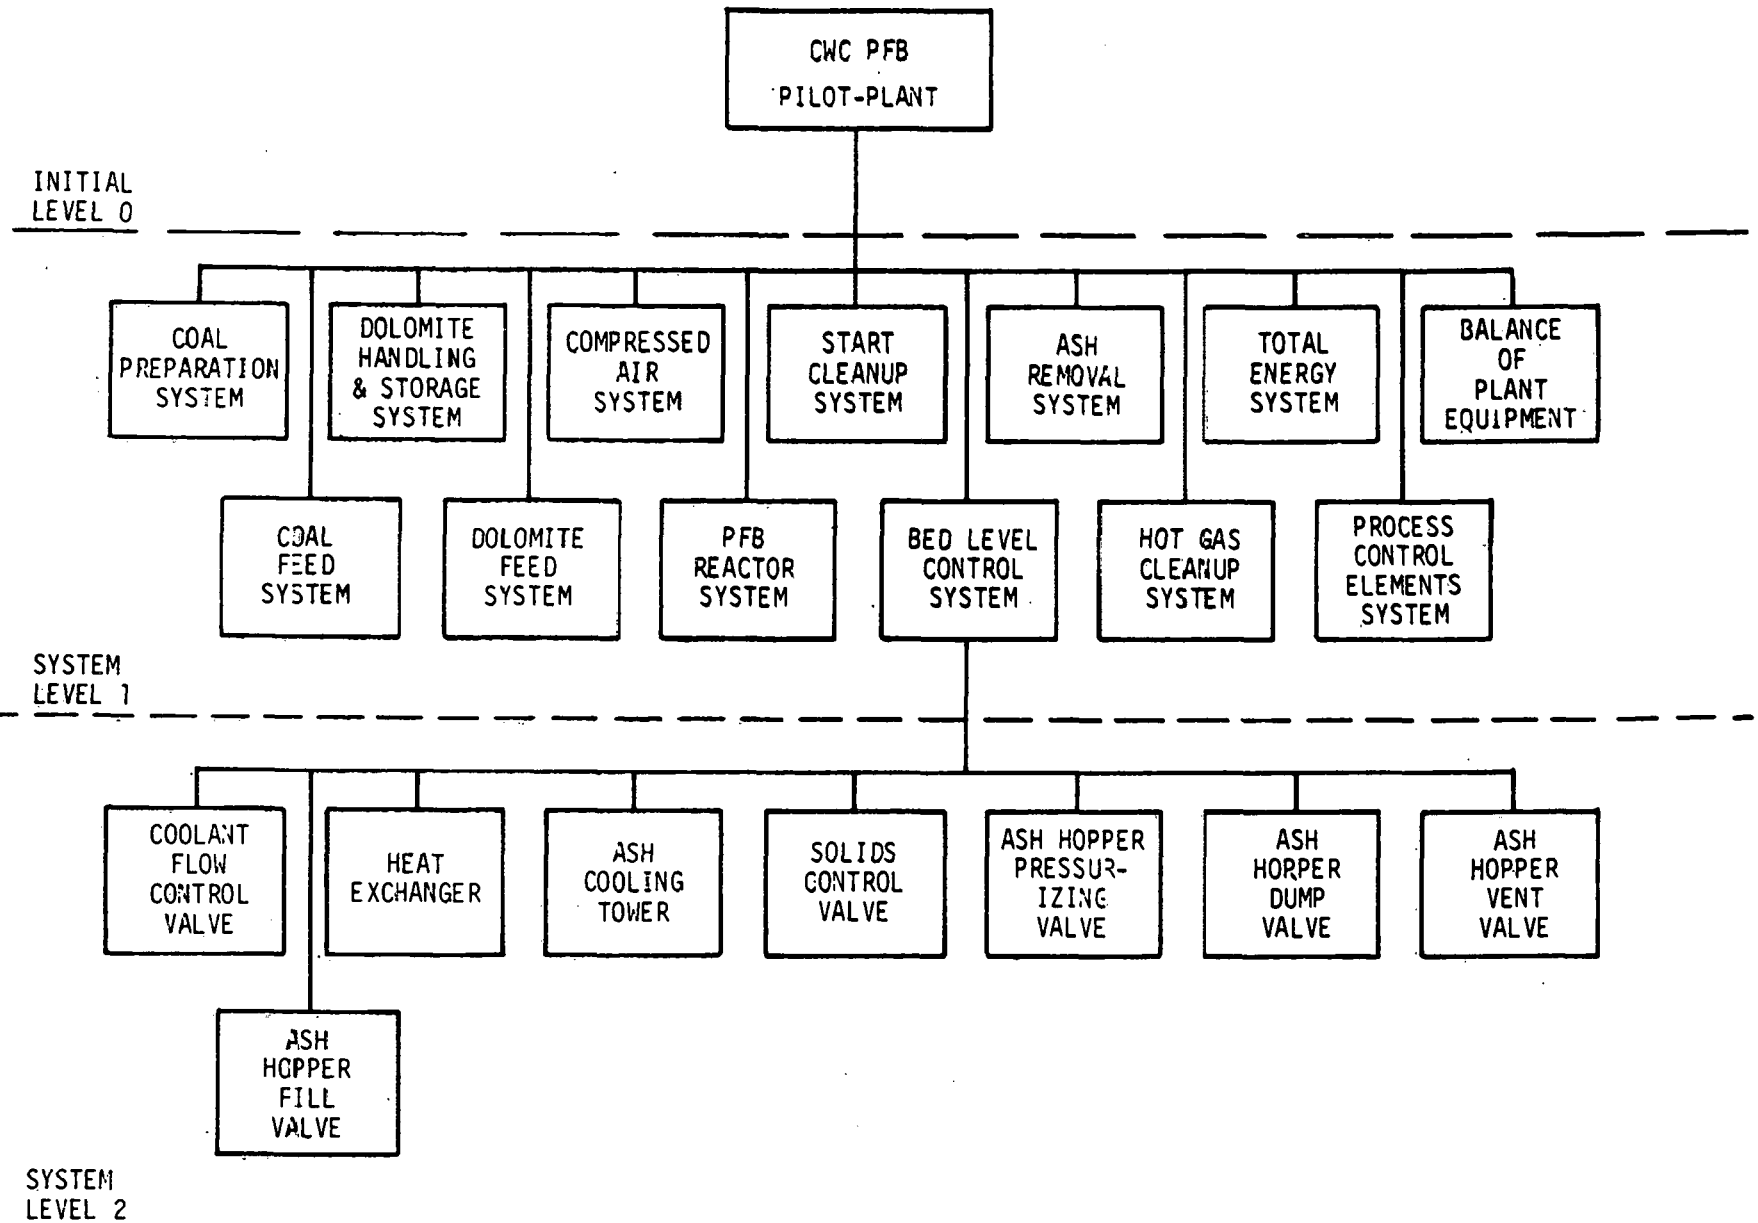 CWC PFB
PILOT-PLANT
INITIAL
LEVEL 0
COAL
PREPARATION
SYSTEM
DOLOMITE
HANDLING
& STORAGE
SYSTEM
COMPRESSED
AIR
SYSTEM
START
CLEANUP
SYSTEM
ASH
REMOVAL
SYSTEM
TOTAL
ENERGY
SYSTEM
BALANCE
OF
PLANT
EQUIPMENT
COAL
FEED
SYSTEM
DOLOMITE
FEED
SYSTEM
PFB
REACTOR
SYSTEM
BED LEVEL
CONTROL
SYSTEM
HOT GAS
CLEANUP
SYSTEM
PROCESS
CONTROL
ELEMENTS
SYSTEM
SYSTEM
LEVEL 1
COOLANT
FLOW
CONTROL
VALVE
HEAT
EXCHANGER
ASH
COOLING
TOWER
SOLIDS
CONTROL
VALVE
ASH HOPPER
PRESSUR-
IZING
VALVE
ASH
HOPPER
DUMP
VALVE
ASH
HOPPER
VENT
VALVE
ASH
HOPPER
FILL
VALVE
SYSTEM
LEVEL 2